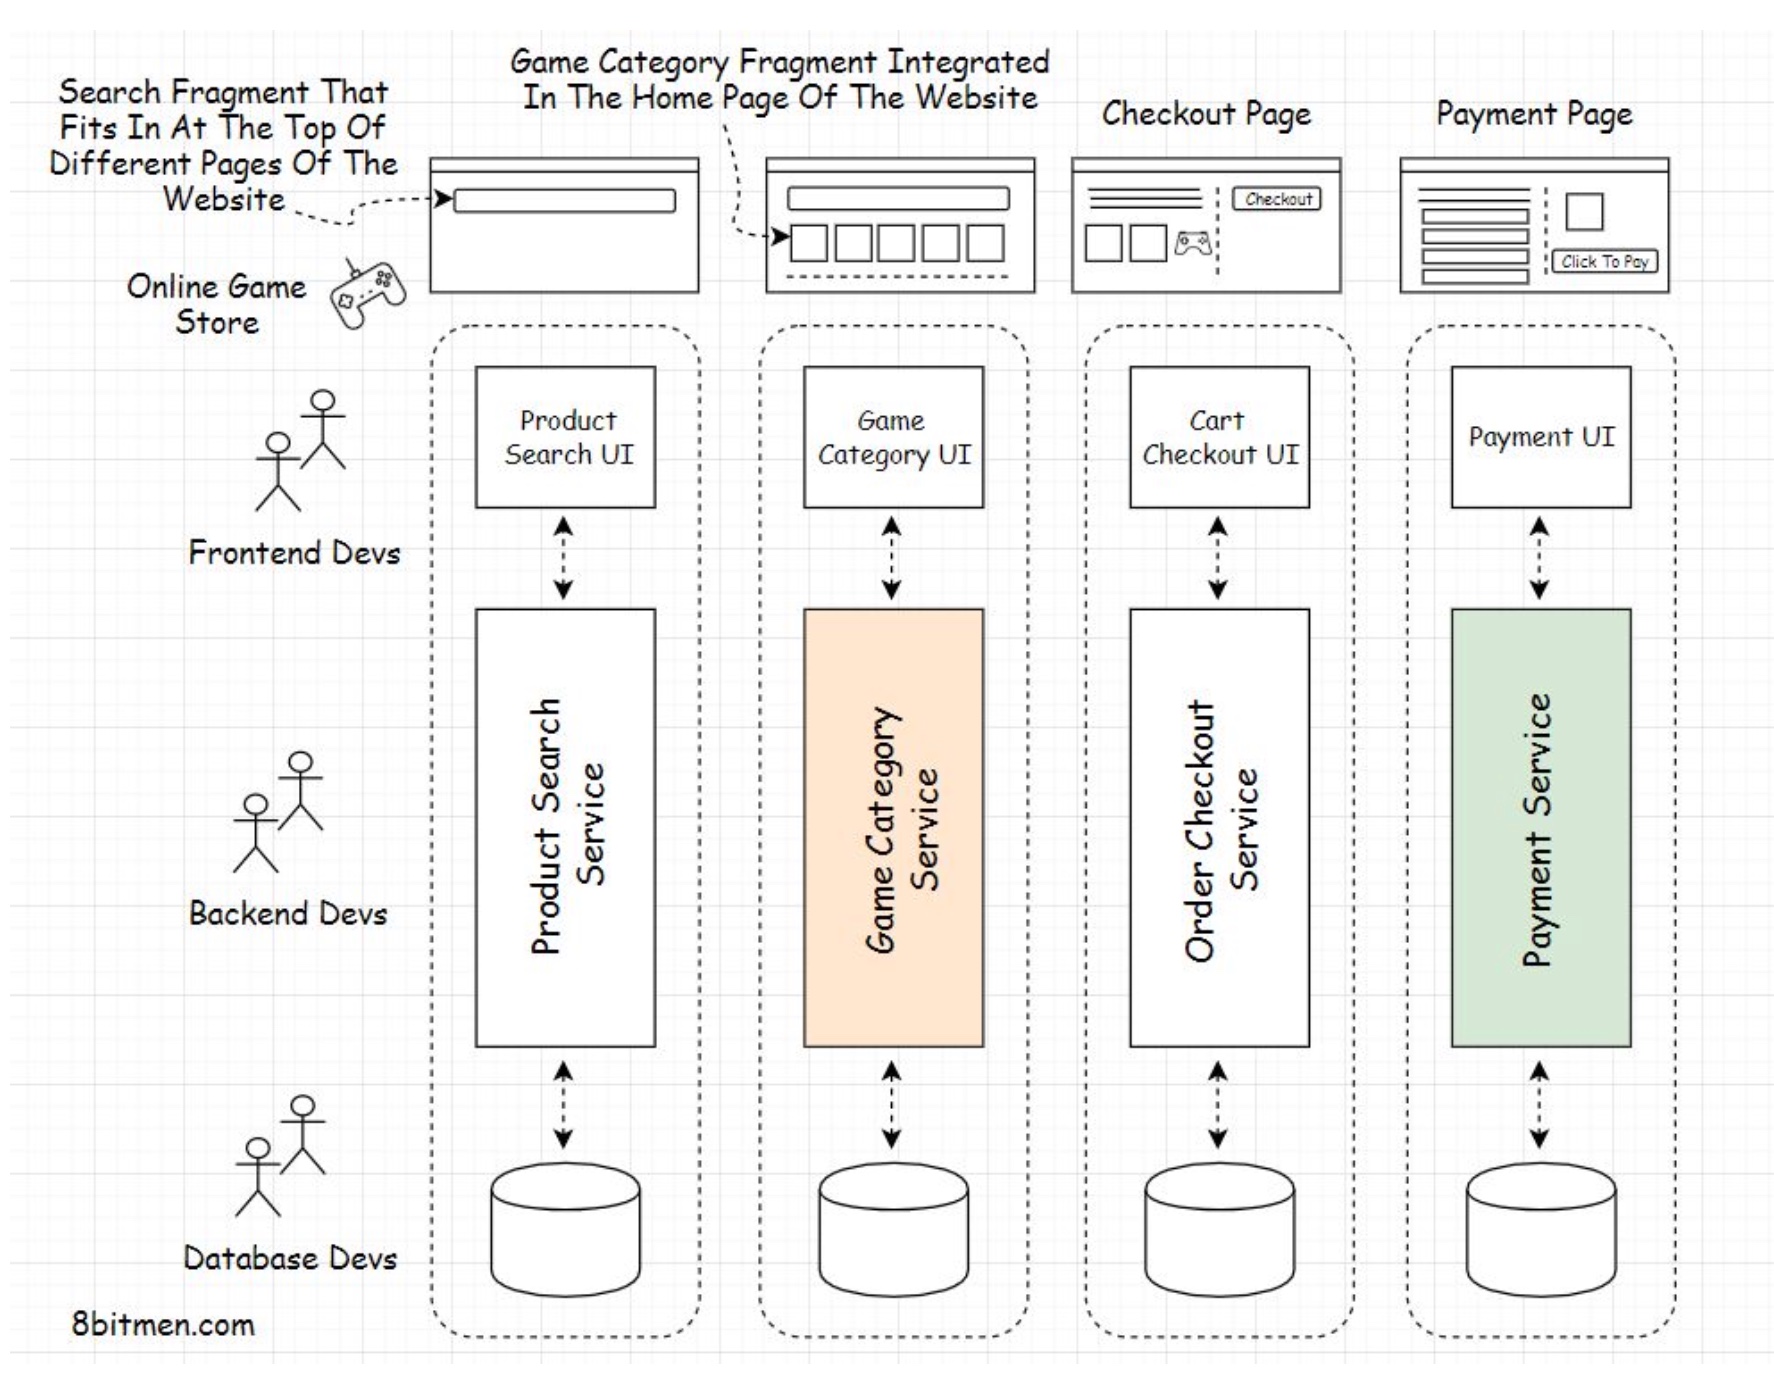 Search Fragment That
Fits In At The Top Of
Different Pages Of The
Website
Game Category Fragment Integrated
In The Home Page Of The Website
Checkout Page
Payment Page
Checkout
Click To Pay
Online Game
Store
Product
Search UI
Game
Category UI
Cart
Checkout UI
Payment UI
Frontend Devs
Product Search
Service
Game Category
Service
Order Checkout
Service
Payment Service
Backend Devs
Database Devs
8bitmen.com